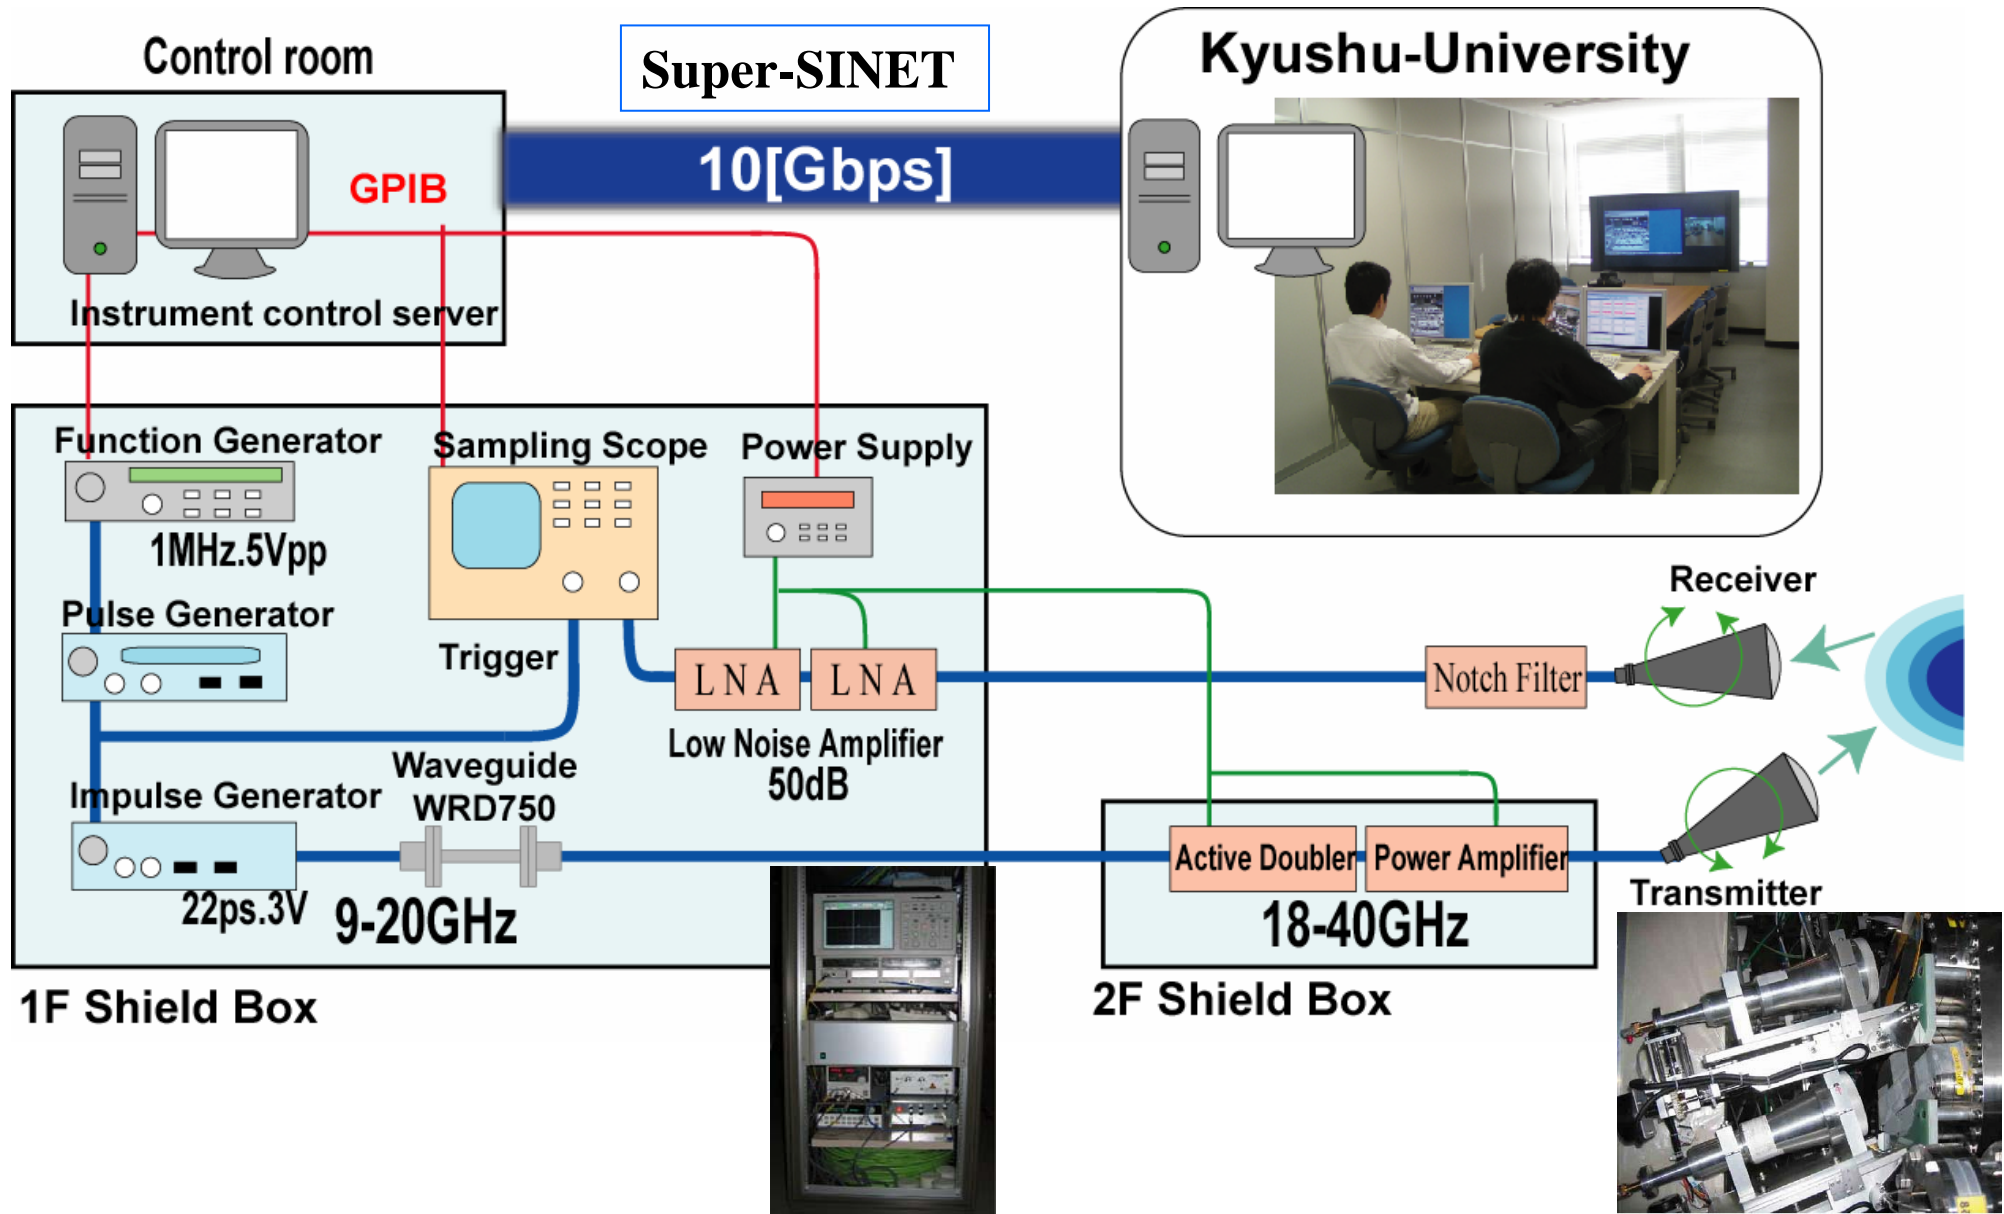 Control room
Super-SINET
Kyushu-University
10[Gbps]
GPIB
Instrument control server
Function Generator
Sampling Scope
Power Supply
1MHz.5Vpp
Pulse Generator
Trigger
Receiver
L N A
L N A
Notch Filter
Low Noise Amplifier
50dB
Waveguide
WRD750
Impulse Generator
22ps.3V
9-20GHz
Active Doubler
Power Amplifier
Transmitter
18-40GHz
1F Shield Box
2F Shield Box